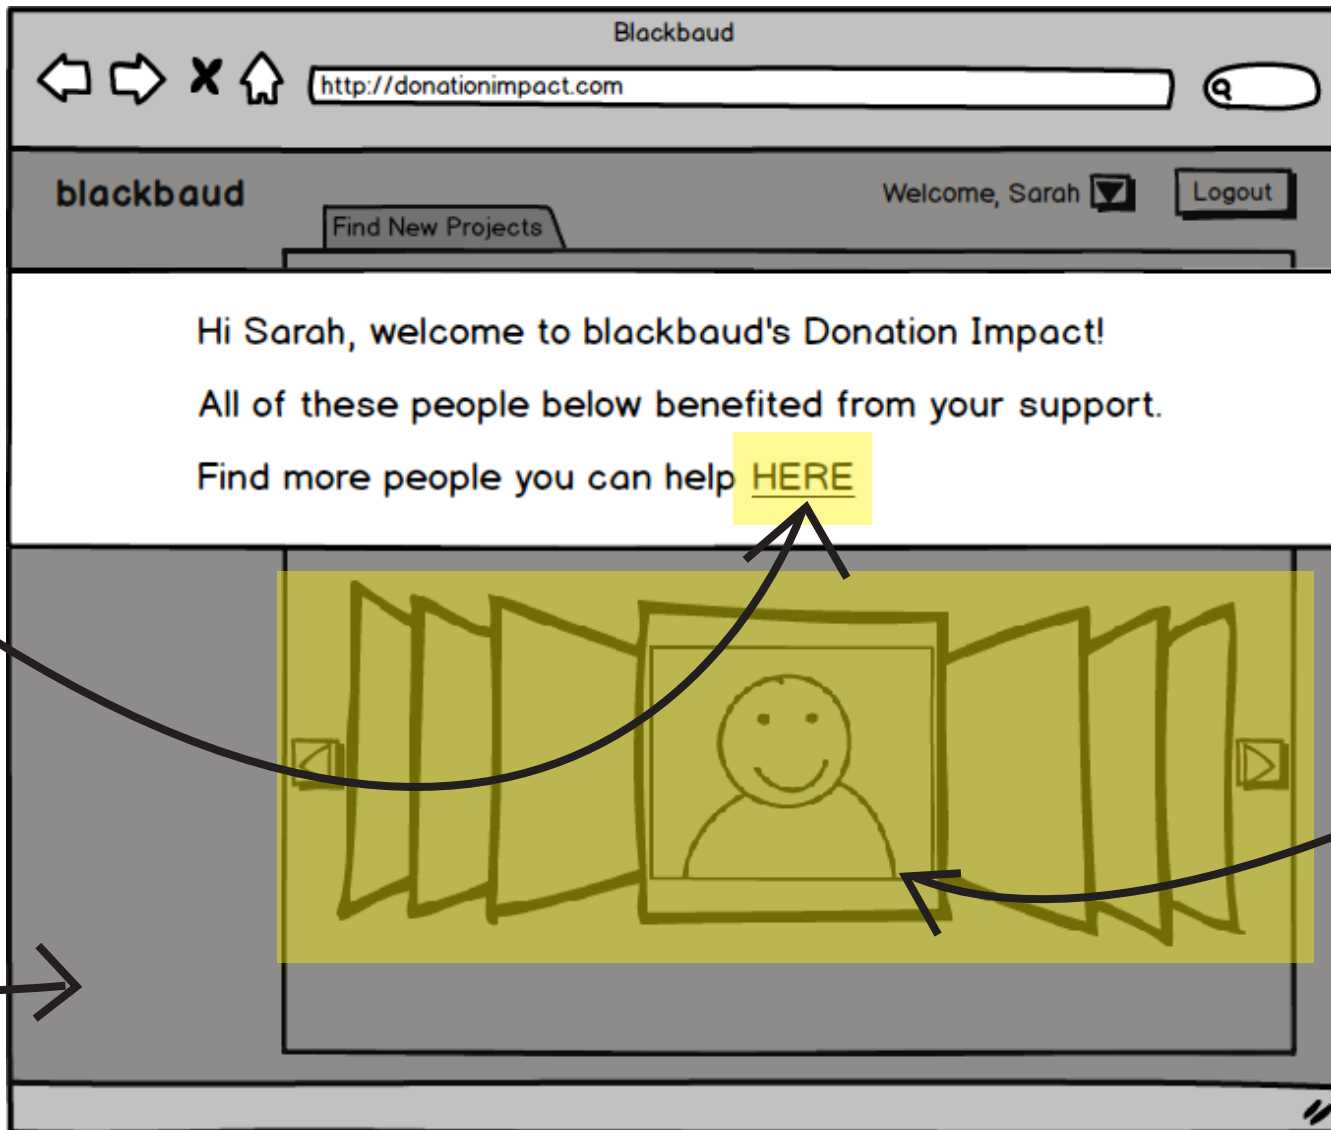 Blackbaud
http://donationimpact.com
blackbaud
Welcome, Sarah
Logout
Find New Projects
Hi Sarah, welcome to blackbaud's Donation Impact!
All of these people below benefited from your support.
Find more people you can help HERE